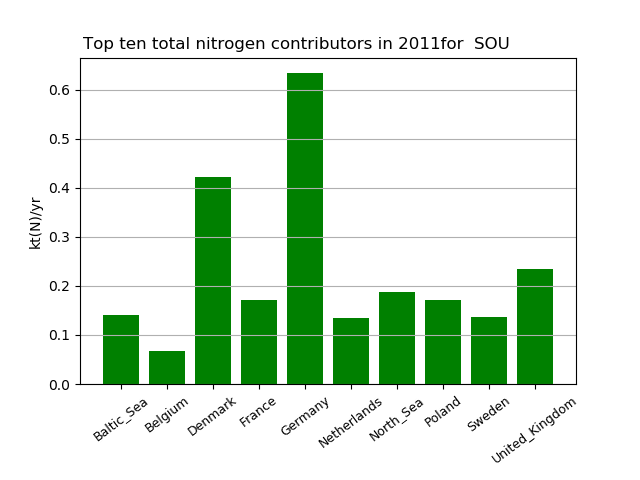 Top ten total nitrogen contributors in 2011for  SOU
kt(N)/yr
0.6
0.5
0.4
0.3
0.2
0.1
0.0
Baltic_Sea
Belgium
Denmark
France
Germany
Netherlands
North_Sea
Poland
Sweden
United_Kingdom